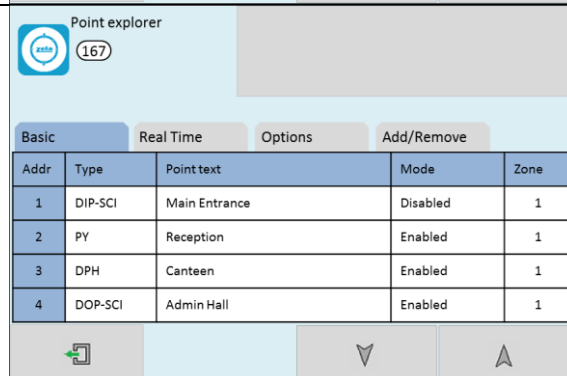 Point explorer
zeta
167
Basic Real Time Options Add/Remove
Addr Type Point text Mode Zone
1 DIP-SCI Main Entrance Disabled 1
2 PY Reception Enabled 1
3 DPH Canteen Enabled 1
4 DOP-SCI Admin Hall Enabled 1